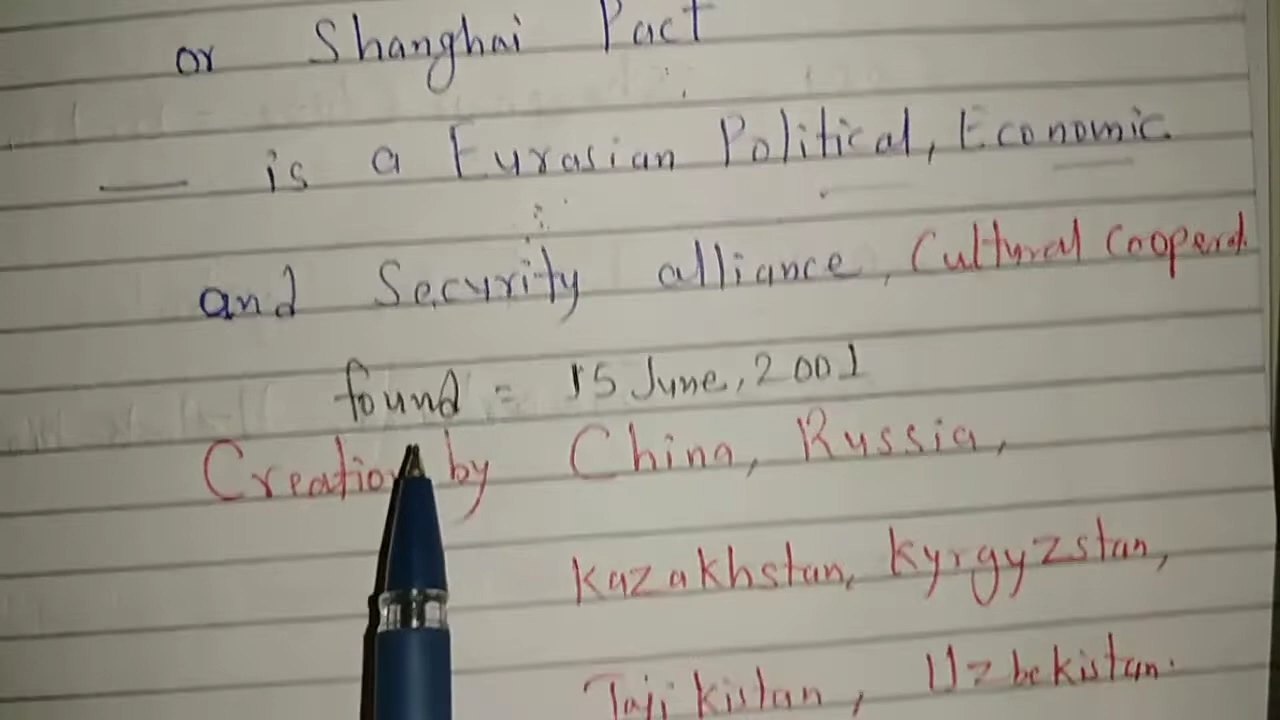 or Shanghai Pact
— is a Eurasian Political, Economic
and Security alliance, Cultural Cooperat.
found = 15 June, 2001
Creation by China, Russia,
Kazakhstan, Kyrgyzstan,
Tajikistan, Uzbekistan.